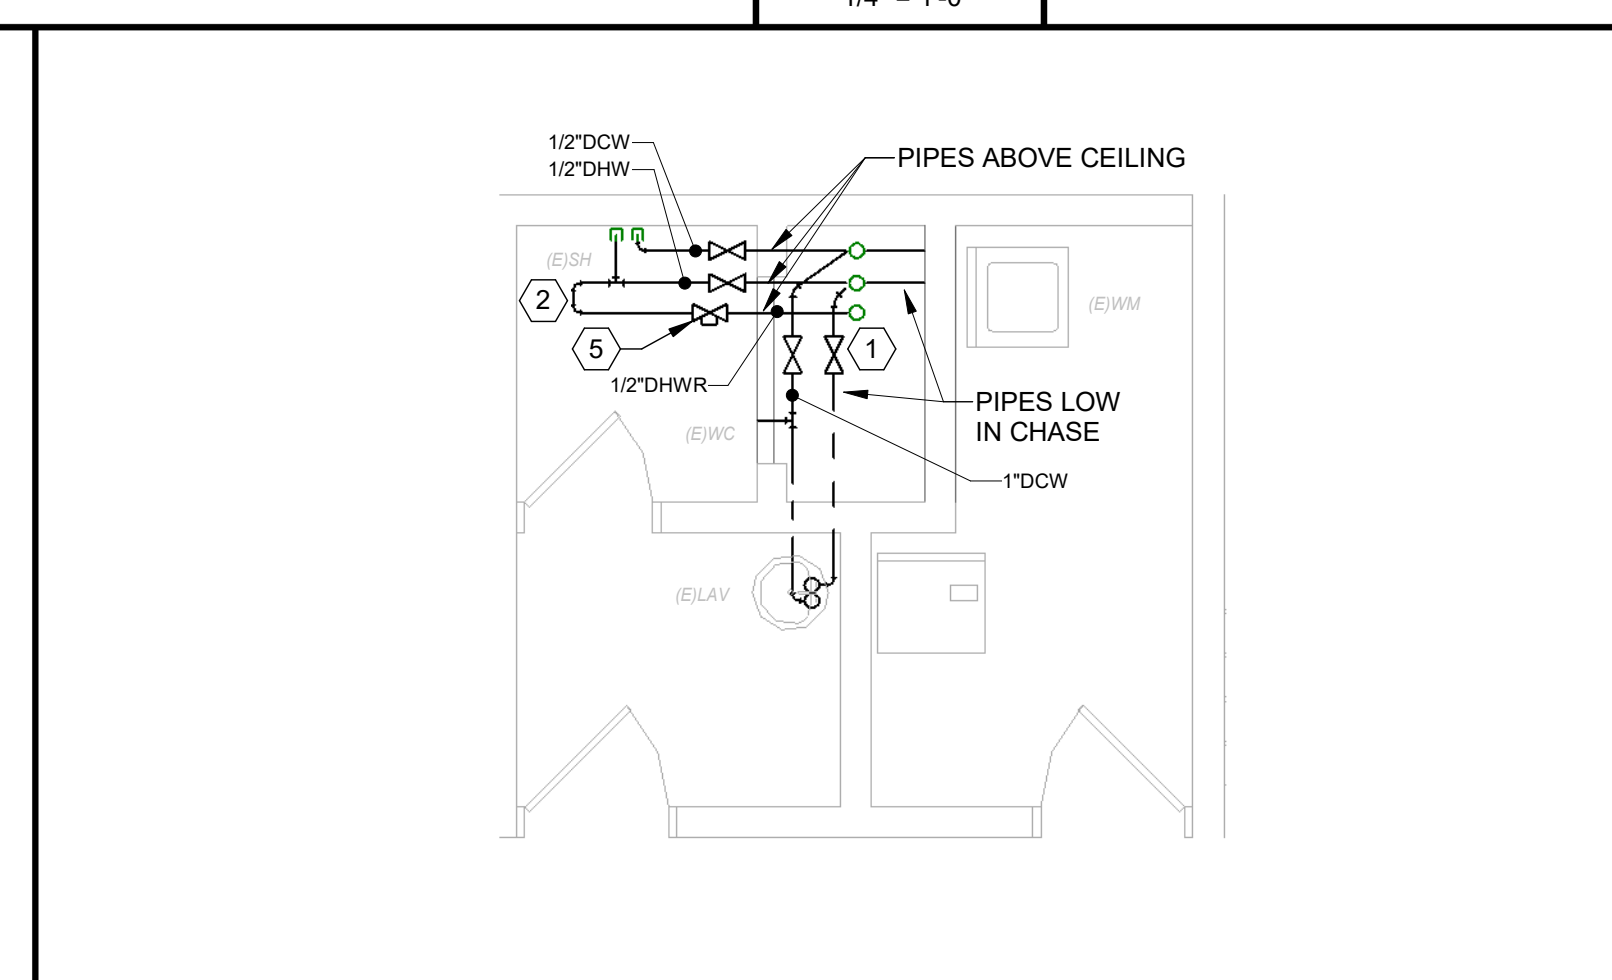 1/2"DCW
1/2"DHW
PIPES ABOVE CEILING
(E)SH
2
(E)WM
5
1
1/2"DHWR
PIPES LOW
IN CHASE
(E)WC
1"DCW
(E)LAV